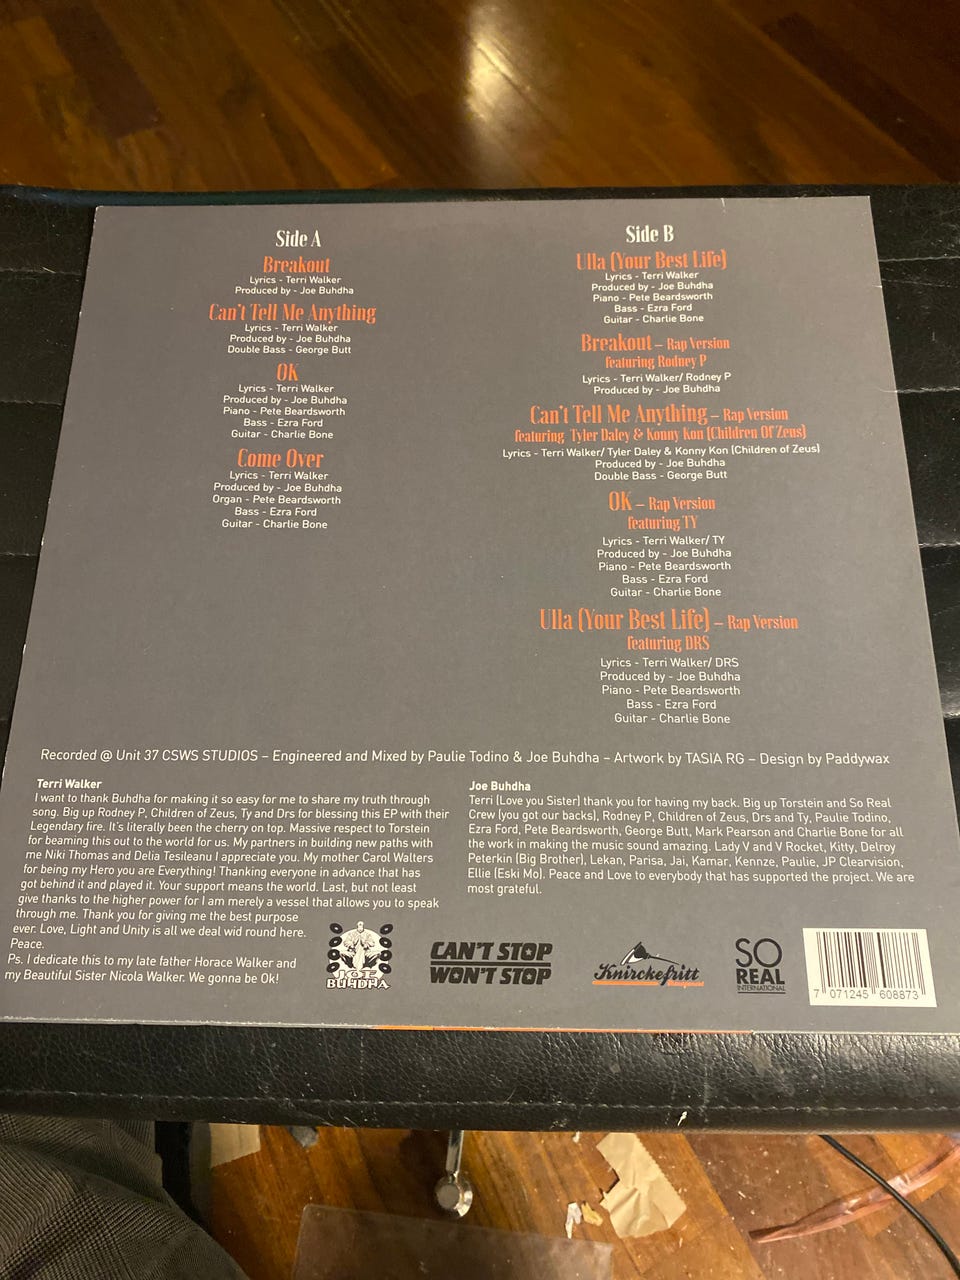 Side A
Breakout
Lyrics - Terri Walker
Produced by - Joe Buhdha
Can't Tell Me Anything
Lyrics - Terri Walker
Produced by - Joe Buhdha
Double Bass - George Butt
OK
Lyrics - Terri Walker
Produced by - Joe Buhdha
Piano - Pete Beardsworth
Bass - Ezra Ford
Guitar - Charlie Bone
Come Over
Lyrics - Terri Walker
Produced by - Joe Buhdha
Organ - Pete Beardsworth
Bass - Ezra Ford
Guitar - Charlie Bone
Side B
Ulla (Your Best Life)
Lyrics - Terri Walker
Produced by - Joe Buhdha
Piano - Pete Beardsworth
Bass - Ezra Ford
Guitar - Charlie Bone
Breakout – Rap Version
featuring Rodney P
Lyrics - Terri Walker/ Rodney P
Produced by - Joe Buhdha
Can't Tell Me Anything – Rap Version
featuring Tyler Daley & Konny Kon (Children Of Zeus)
Lyrics - Terri Walker/ Tyler Daley & Konny Kon (Children of Zeus)
Produced by - Joe Buhdha
Double Bass - George Butt
OK – Rap Version
featuring TY
Lyrics - Terri Walker/ TY
Produced by - Joe Buhdha
Piano - Pete Beardsworth
Bass - Ezra Ford
Guitar - Charlie Bone
Ulla (Your Best Life) – Rap Version
featuring DRS
Lyrics - Terri Walker/ DRS
Produced by - Joe Buhdha
Piano - Pete Beardsworth
Bass - Ezra Ford
Guitar - Charlie Bone
Recorded @ Unit 37 CSWS STUDIOS – Engineered and Mixed by Paulie Todino & Joe Buhdha – Artwork by TASIA RG – Design by Paddywax
Terri Walker
I want to thank Buhdha for making it so easy for me to share my truth through
song. Big up Rodney P, Children of Zeus, Ty and Drs for blessing this EP with their
Legendary fire. It's literally been the cherry on top. Massive respect to Torstein
for beaming this out to the world for us. My partners in building new paths with
me Niki Thomas and Delia Tesileanu I appreciate you. My mother Carol Walters
for being my Hero you are Everything! Thanking everyone in advance that has
got behind it and played it. Your support means the world. Last, but not least
give thanks to the higher power for I am merely a vessel that allows you to speak
through me. Thank you for giving me the best purpose
ever. Love, Light and Unity is all we deal wid round here.
Peace.
Ps. I dedicate this to my late father Horace Walker and
my Beautiful Sister Nicola Walker. We gonna be Ok!
Joe Buhdha
Terri (Love you Sister) thank you for having my back. Big up Torstein and So Real
Crew (you got our backs), Rodney P, Children of Zeus, Drs and Ty, Paulie Todino,
Ezra Ford, Pete Beardsworth, George Butt, Mark Pearson and Charlie Bone for all
the work in making the music sound amazing. Lady V and V Rocket, Kitty, Delroy
Peterkin (Big Brother), Lekan, Parisa, Jai, Kamar, Kennze, Paulie, JP Clearvision,
Ellie (Eski Mo). Peace and Love to everybody that has supported the project. We are
most grateful.
JOE
BUHDHA
CAN'T STOP
WON'T STOP
Knirckefritt
Management
SO
REAL
INTERNATIONAL
7 071245 608873